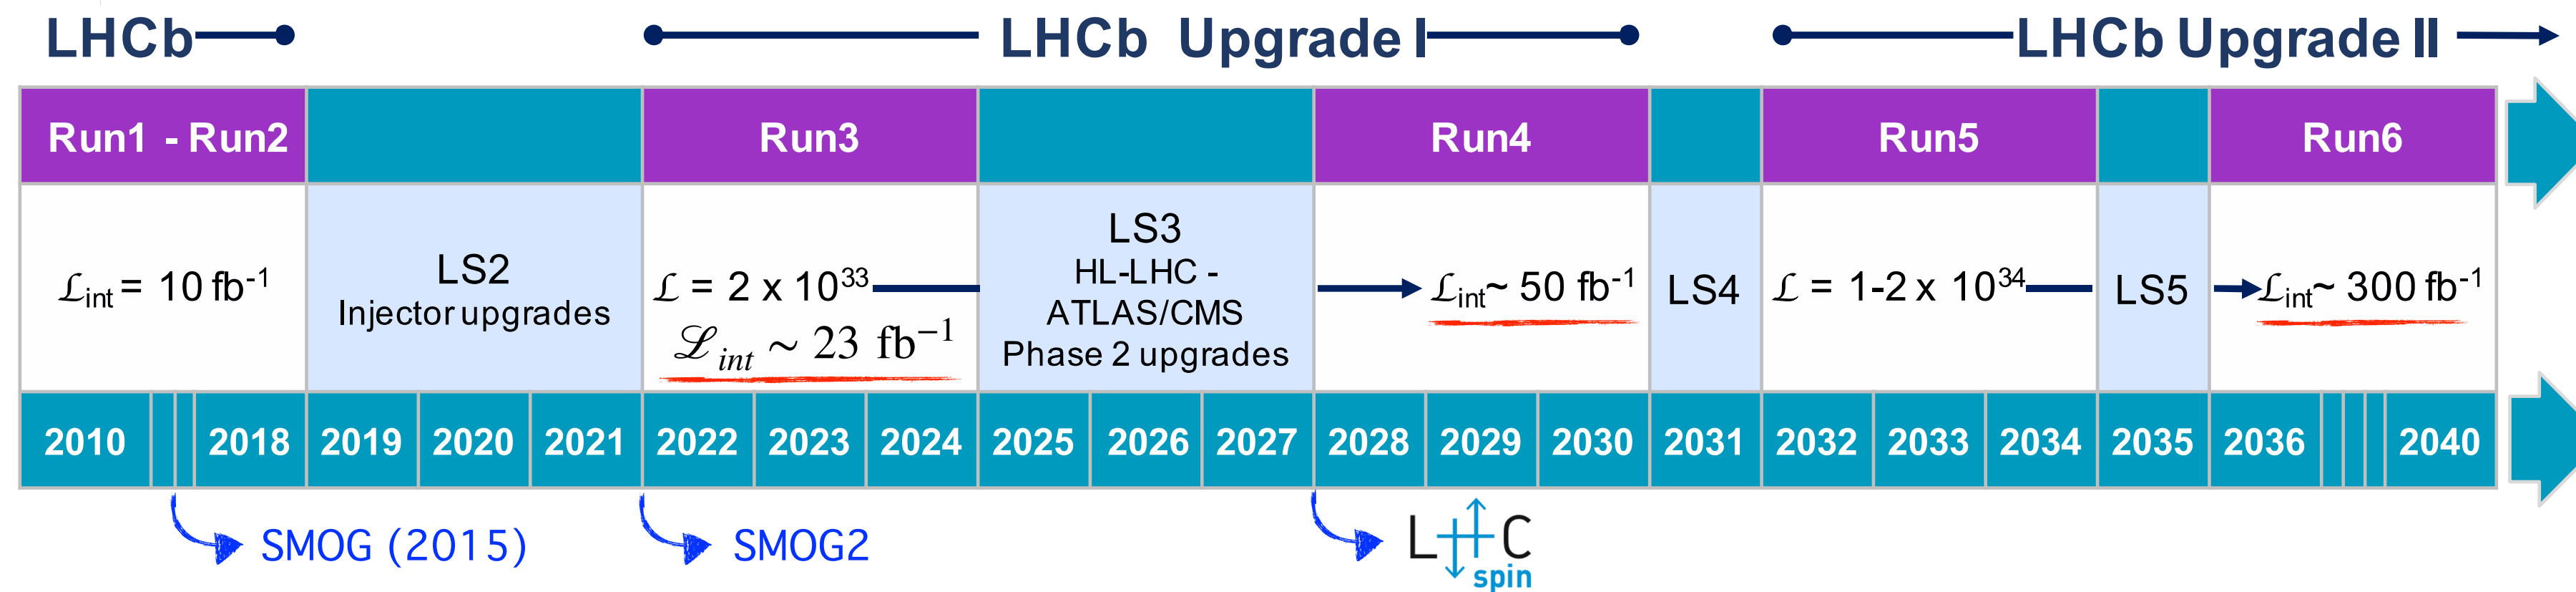 LHCb
LHCb Upgrade I
LHCb Upgrade II
Run1 - Run2
Run3
Run4
Run5
Run6
ℒint = 10 fb⁻¹
LS2
Injector upgrades
ℒ = 2 x 10³³
ℒint ~ 23 fb⁻¹
LS3
HL-LHC -
ATLAS/CMS
Phase 2 upgrades
ℒint~ 50 fb⁻¹
LS4
ℒ = 1-2 x 10³⁴
LS5
ℒint~ 300 fb⁻¹
2010 2018 2019 2020 2021 2022 2023 2024 2025 2026 2027 2028 2029 2030 2031 2032 2033 2034 2035 2036 2040
SMOG (2015)
SMOG2
LHC
spin